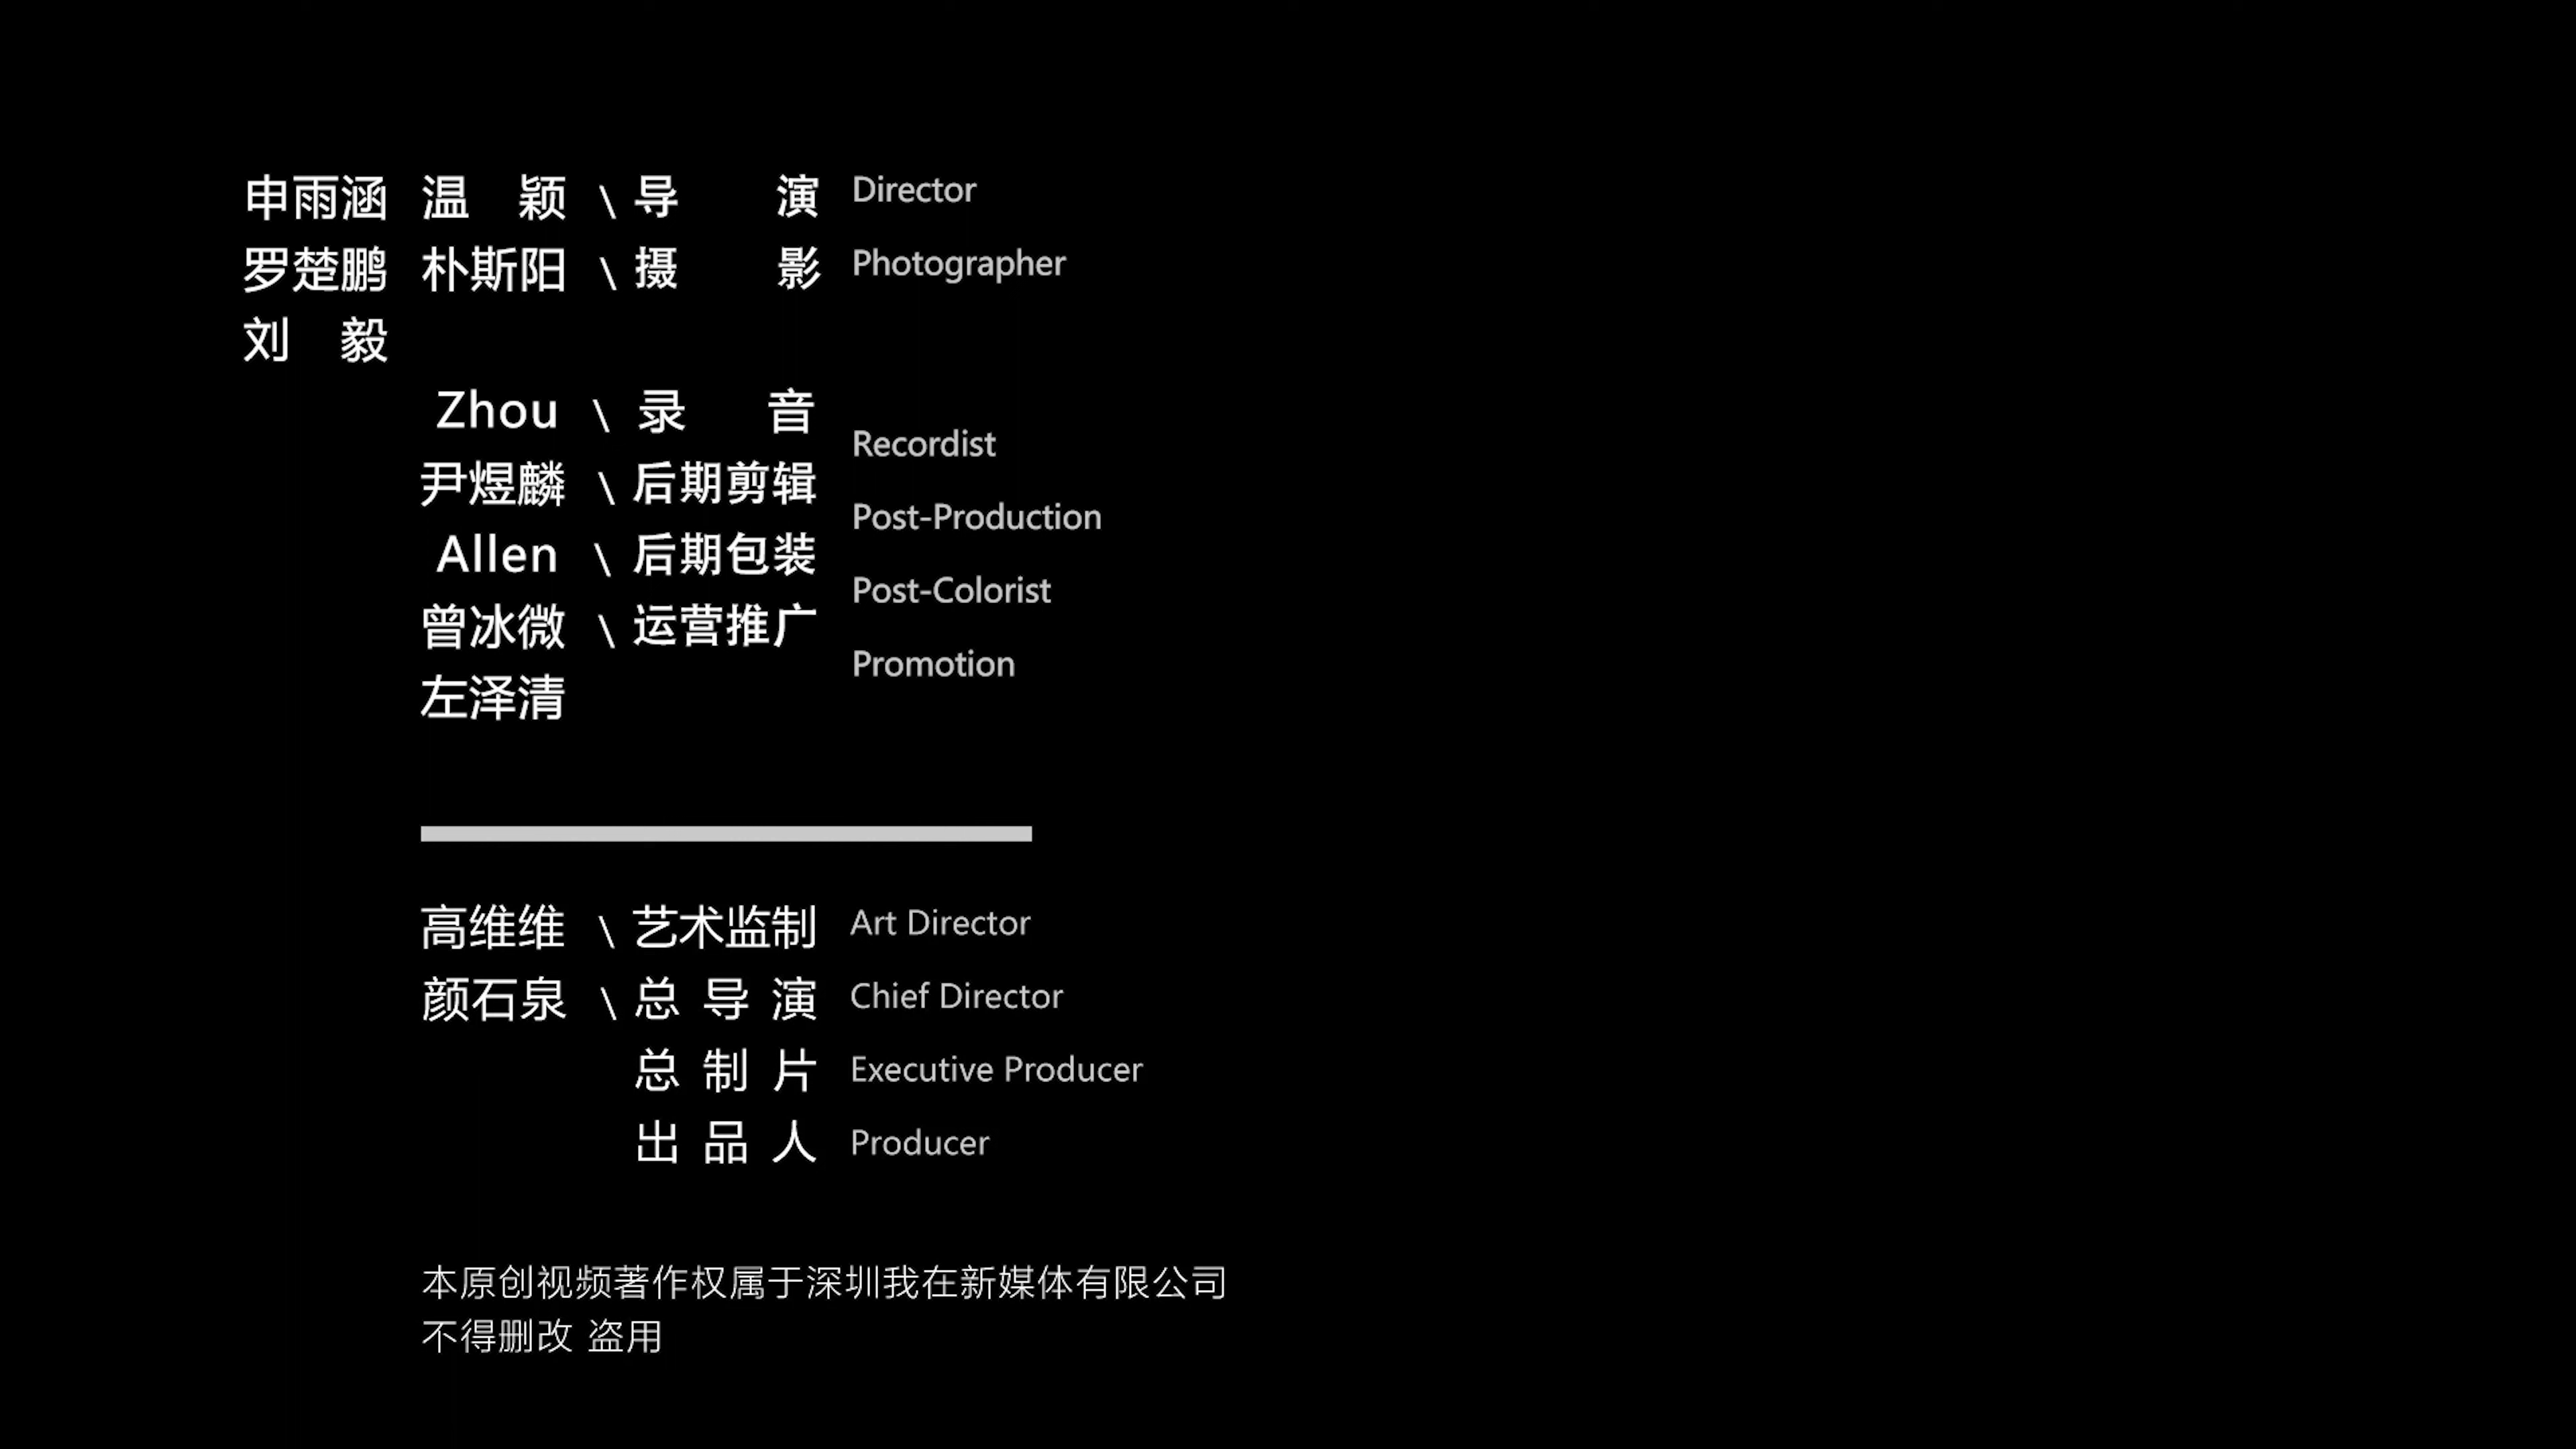 申雨涵 温 颖 \ 导 演 Director
罗楚鹏 朴斯阳 \ 摄 影 Photographer
刘 毅
Zhou \ 录 音 Recordist
尹煜麟 \ 后期剪辑 Post-Production
Allen \ 后期包装 Post-Colorist
曾冰微 \ 运营推广 Promotion
左泽清
高维维 \ 艺术监制 Art Director
颜石泉 \ 总 导 演 Chief Director
总 制 片 Executive Producer
出 品 人 Producer
本原创视频著作权属于深圳我在新媒体有限公司
不得删改 盗用